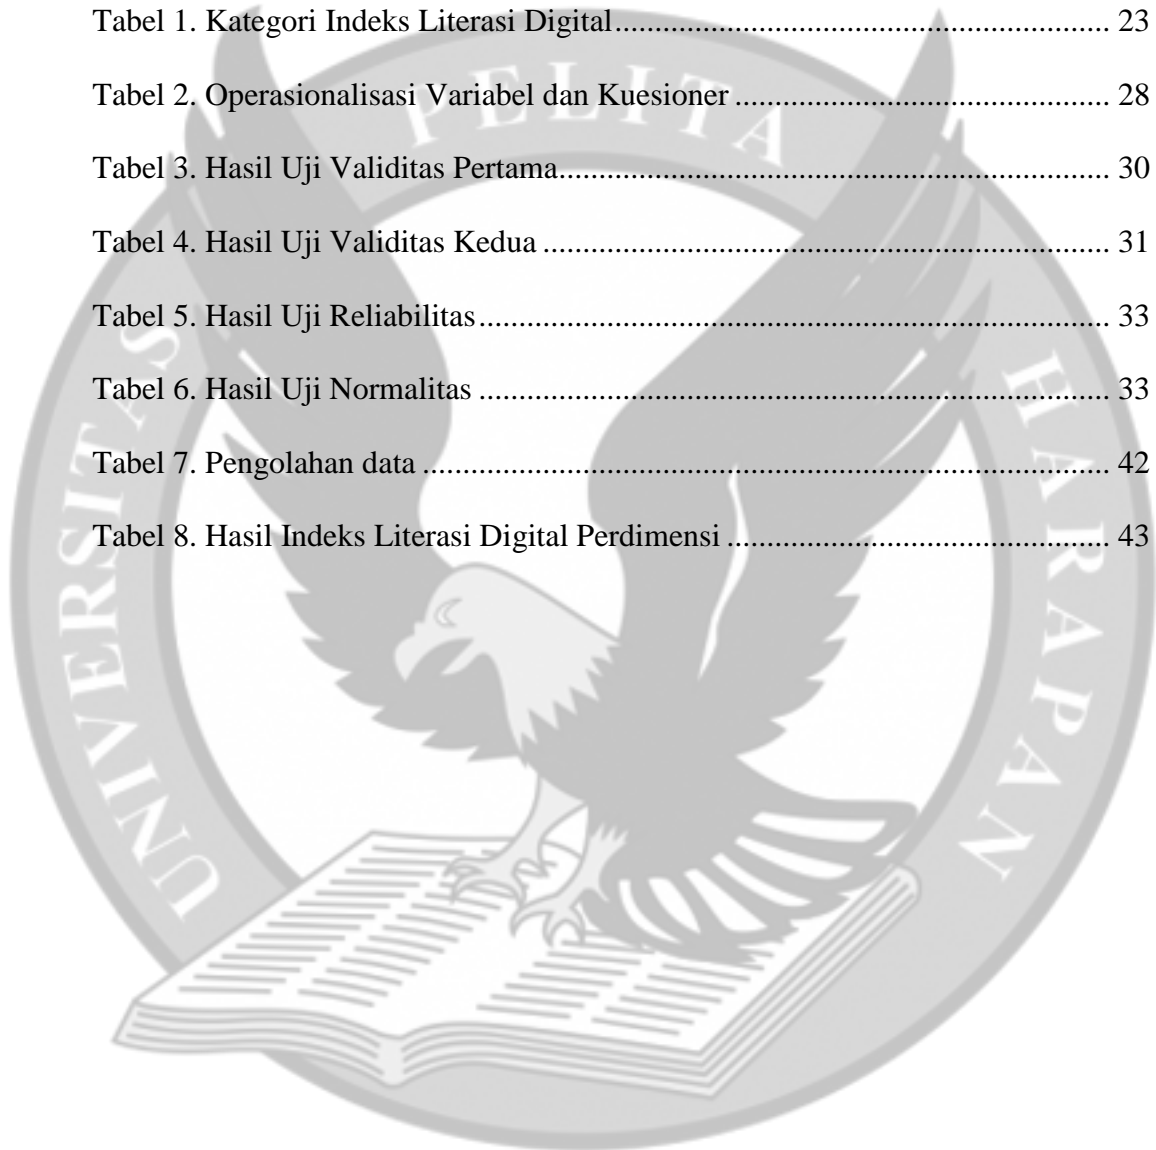 Tabel 1. Kategori Indeks Literasi Digital.............................................................. 23
Tabel 2. Operasionalisasi Variabel dan Kuesioner ............................................... 28
Tabel 3. Hasil Uji Validitas Pertama..................................................................... 30
Tabel 4. Hasil Uji Validitas Kedua ....................................................................... 31
Tabel 5. Hasil Uji Reliabilitas............................................................................... 33
Tabel 6. Hasil Uji Normalitas ............................................................................... 33
Tabel 7. Pengolahan data ...................................................................................... 42
Tabel 8. Hasil Indeks Literasi Digital Perdimensi ................................................ 43
UNIVERSITAS PELITA HARAPAN